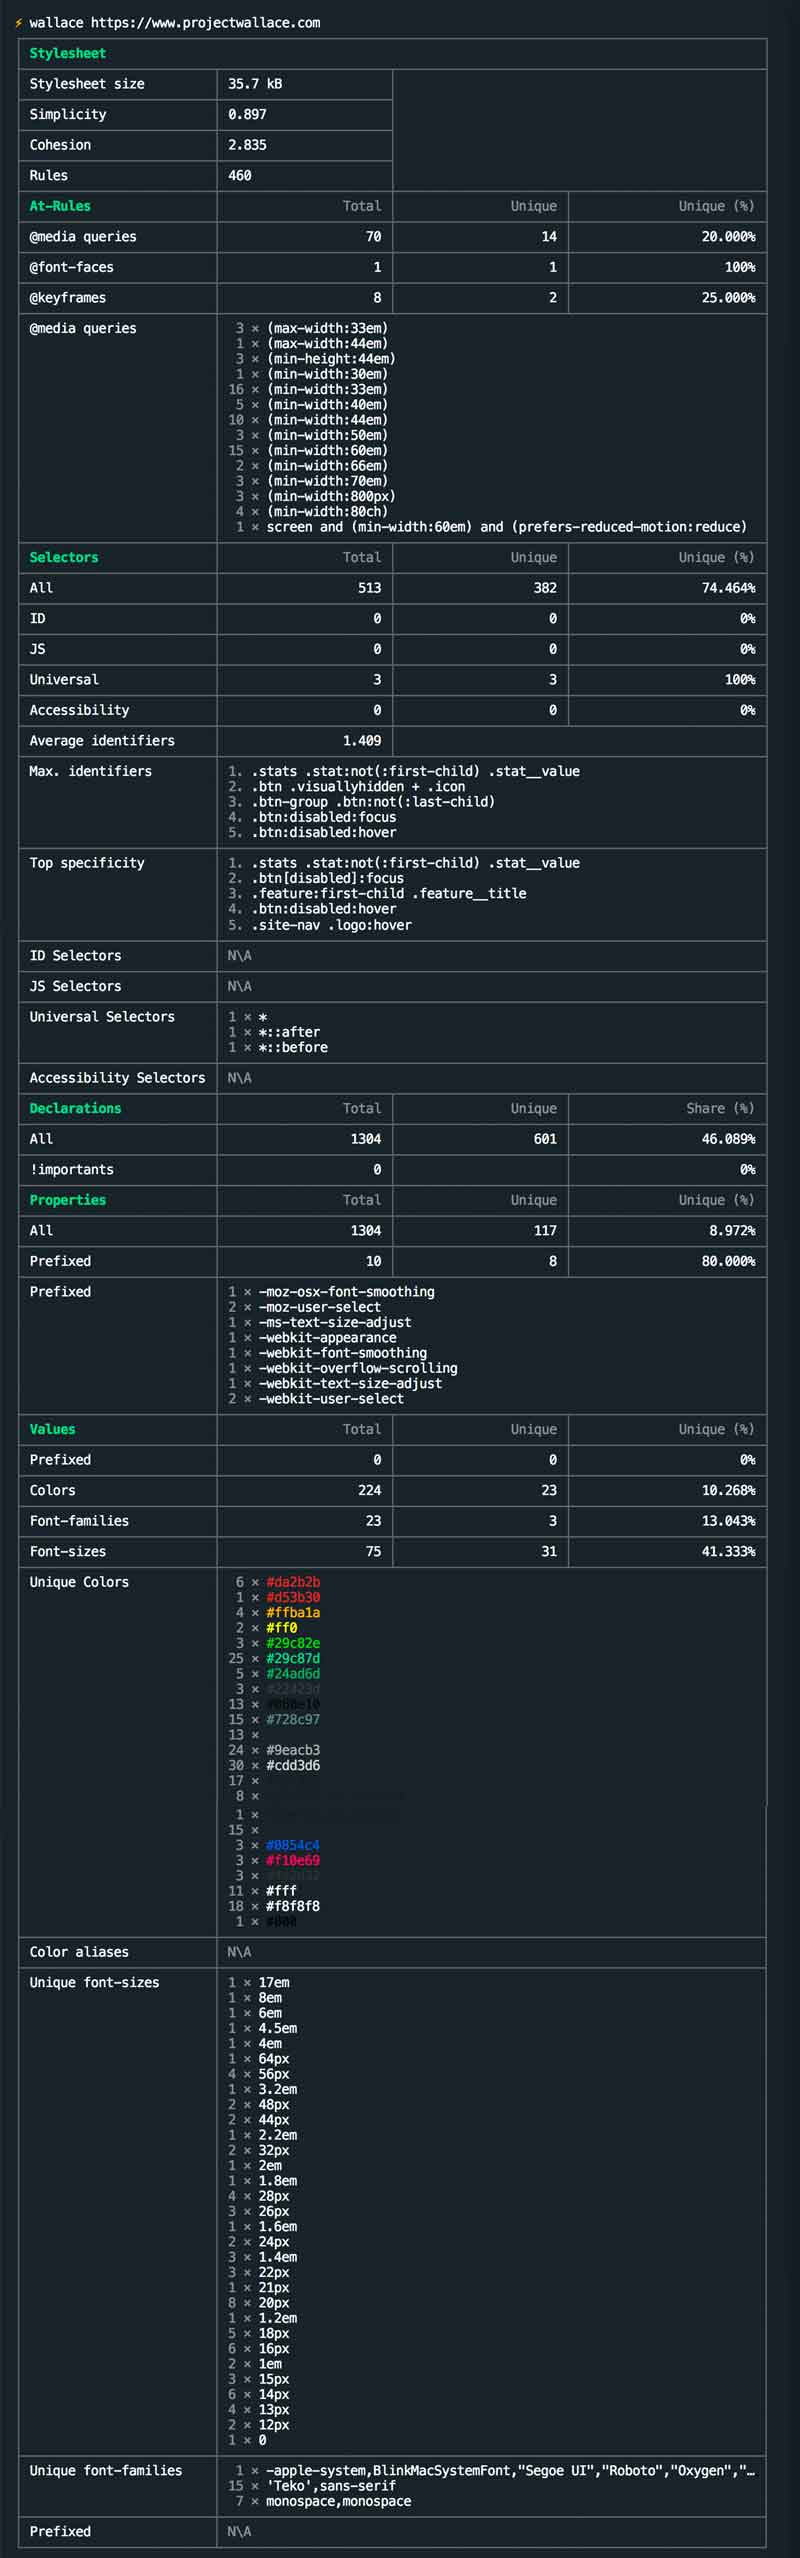 ⚡ wallace https://www.projectwallace.com
Stylesheet
Stylesheet size 35.7 kB
Simplicity 0.897
Cohesion 2.835
Rules 460
At-Rules Total Unique Unique (%)
@media queries 70 14 20.000%
@font-faces 1 1 100%
@keyframes 8 2 25.000%
@media queries 3 × (max-width:33em)
1 × (max-width:44em)
3 × (min-height:44em)
1 × (min-width:30em)
16 × (min-width:33em)
5 × (min-width:40em)
10 × (min-width:44em)
3 × (min-width:50em)
15 × (min-width:60em)
2 × (min-width:66em)
3 × (min-width:70em)
3 × (min-width:800px)
4 × (min-width:80ch)
1 × screen and (min-width:60em) and (prefers-reduced-motion:reduce)
Selectors Total Unique Unique (%)
All 513 382 74.464%
ID 0 0 0%
JS 0 0 0%
Universal 3 3 100%
Accessibility 0 0 0%
Average identifiers 1.409
Max. identifiers 1. .stats .stat:not(:first-child) .stat__value
2. .btn .visuallyhidden + .icon
3. .btn-group .btn:not(:last-child)
4. .btn:disabled:focus
5. .btn:disabled:hover
Top specificity 1. .stats .stat:not(:first-child) .stat__value
2. .btn[disabled]:focus
3. .feature:first-child .feature__title
4. .btn:disabled:hover
5. .site-nav .logo:hover
ID Selectors N\A
JS Selectors N\A
Universal Selectors 1 × *
1 × *::after
1 × *::before
Accessibility Selectors N\A
Declarations Total Unique Share (%)
All 1304 601 46.089%
!importants 0 0%
Properties Total Unique Unique (%)
All 1304 117 8.972%
Prefixed 10 8 80.000%
Prefixed 1 × -moz-osx-font-smoothing
2 × -moz-user-select
1 × -ms-text-size-adjust
1 × -webkit-appearance
1 × -webkit-font-smoothing
1 × -webkit-overflow-scrolling
1 × -webkit-text-size-adjust
2 × -webkit-user-select
Values Total Unique Unique (%)
Prefixed 0 0 0%
Colors 224 23 10.268%
Font-families 23 3 13.043%
Font-sizes 75 31 41.333%
Unique Colors 6 × #da2b2b
1 × #d53b30
4 × #ffba1a
2 × #ff0
3 × #29c82e
25 × #29c87d
5 × #24ad6d
3 ×
13 ×
15 × #728c97
13 ×
24 × #9eacb3
30 × #cdd3d6
17 ×
8 ×
1 ×
15 ×
3 × #0854c4
3 × #f10e69
3 ×
11 × #fff
18 × #f8f8f8
1 × #000
Color aliases N\A
Unique font-sizes 1 × 17em
1 × 8em
1 × 6em
1 × 4.5em
1 × 4em
1 × 64px
4 × 56px
1 × 3.2em
2 × 48px
2 × 44px
1 × 2.2em
2 × 32px
1 × 2em
1 × 1.8em
4 × 28px
3 × 26px
1 × 1.6em
2 × 24px
3 × 1.4em
3 × 22px
1 × 21px
8 × 20px
1 × 1.2em
5 × 18px
6 × 16px
2 × 1em
3 × 15px
6 × 14px
4 × 13px
2 × 12px
1 × 0
Unique font-families 1 × -apple-system,BlinkMacSystemFont,"Segoe UI","Roboto","Oxygen","…
15 × 'Teko',sans-serif
7 × monospace,monospace
Prefixed N\A